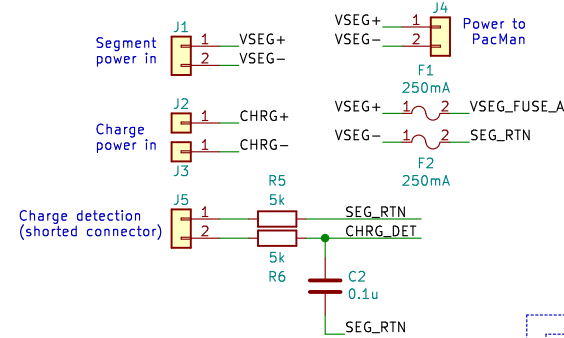 J1
Segment
power in
1
VSEG+
2
VSEG-
J4
VSEG+
1
VSEG-
2
Power to
PacMan
J2
1
CHRG+
Charge
power in
1
CHRG-
J3
F1
250mA
VSEG+
1
2
VSEG_FUSE_A
VSEG-
1
2
SEG_RTN
F2
250mA
J5
Charge detection
(shorted connector)
1
2
R5
5k
SEG_RTN
CHRG_DET
5k
R6
C2
0.1u
SEG_RTN